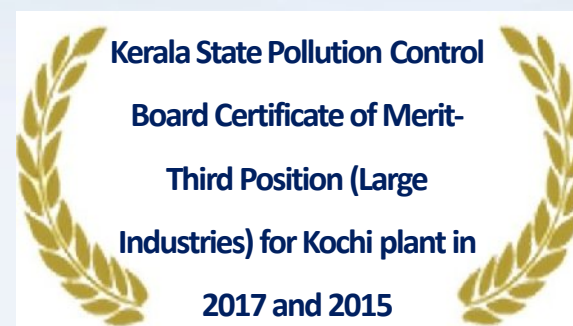 Kerala State Pollution Control
Board Certificate of Merit-
Third Position (Large
Industries) for Kochi plant in
2017 and 2015